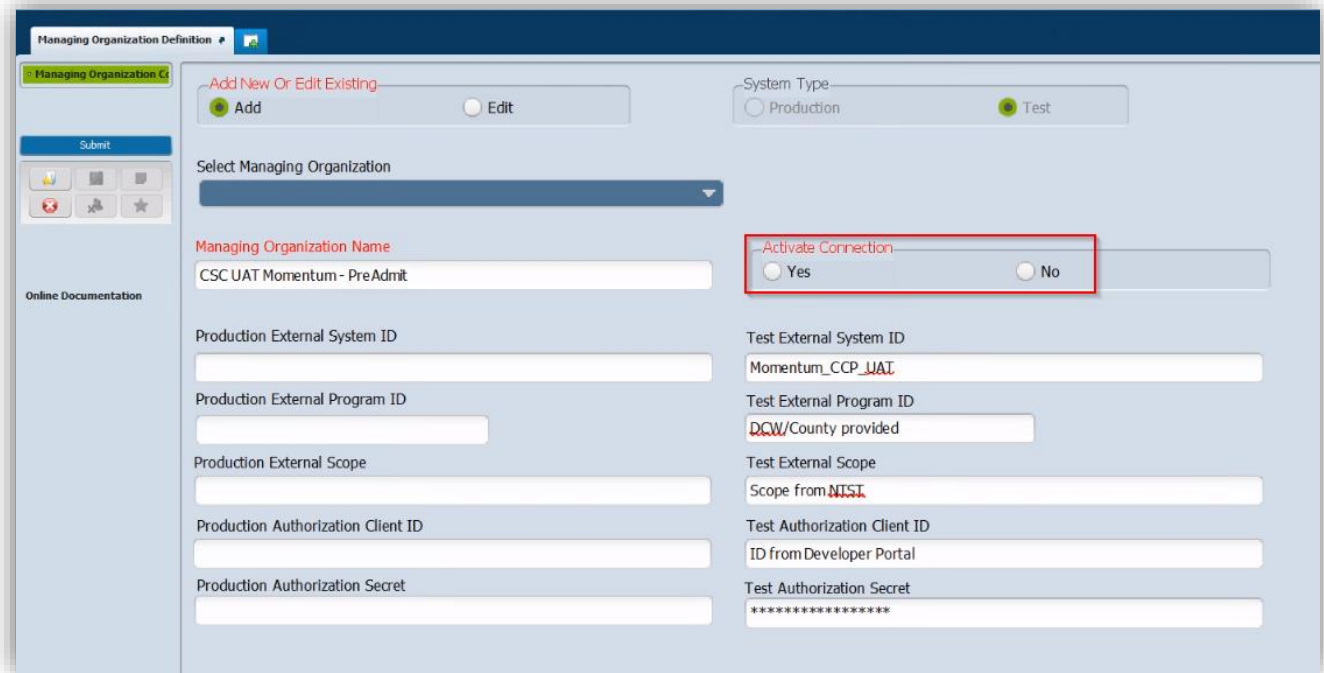 Managing Organization Definition
Managing Organization Co
Add New Or Edit Existing
Add
Edit
System Type
Production
Test
Submit
Select Managing Organization
Managing Organization Name
CSC UAT Momentum - PreAdmit
Activate Connection
Yes
No
Online Documentation
Production External System ID
Test External System ID
Momentum_CCP_UAT
Production External Program ID
Test External Program ID
DCW/County provided
Production External Scope
Test External Scope
Scope from NTST
Production Authorization Client ID
Test Authorization Client ID
ID from Developer Portal
Production Authorization Secret
Test Authorization Secret
*****************